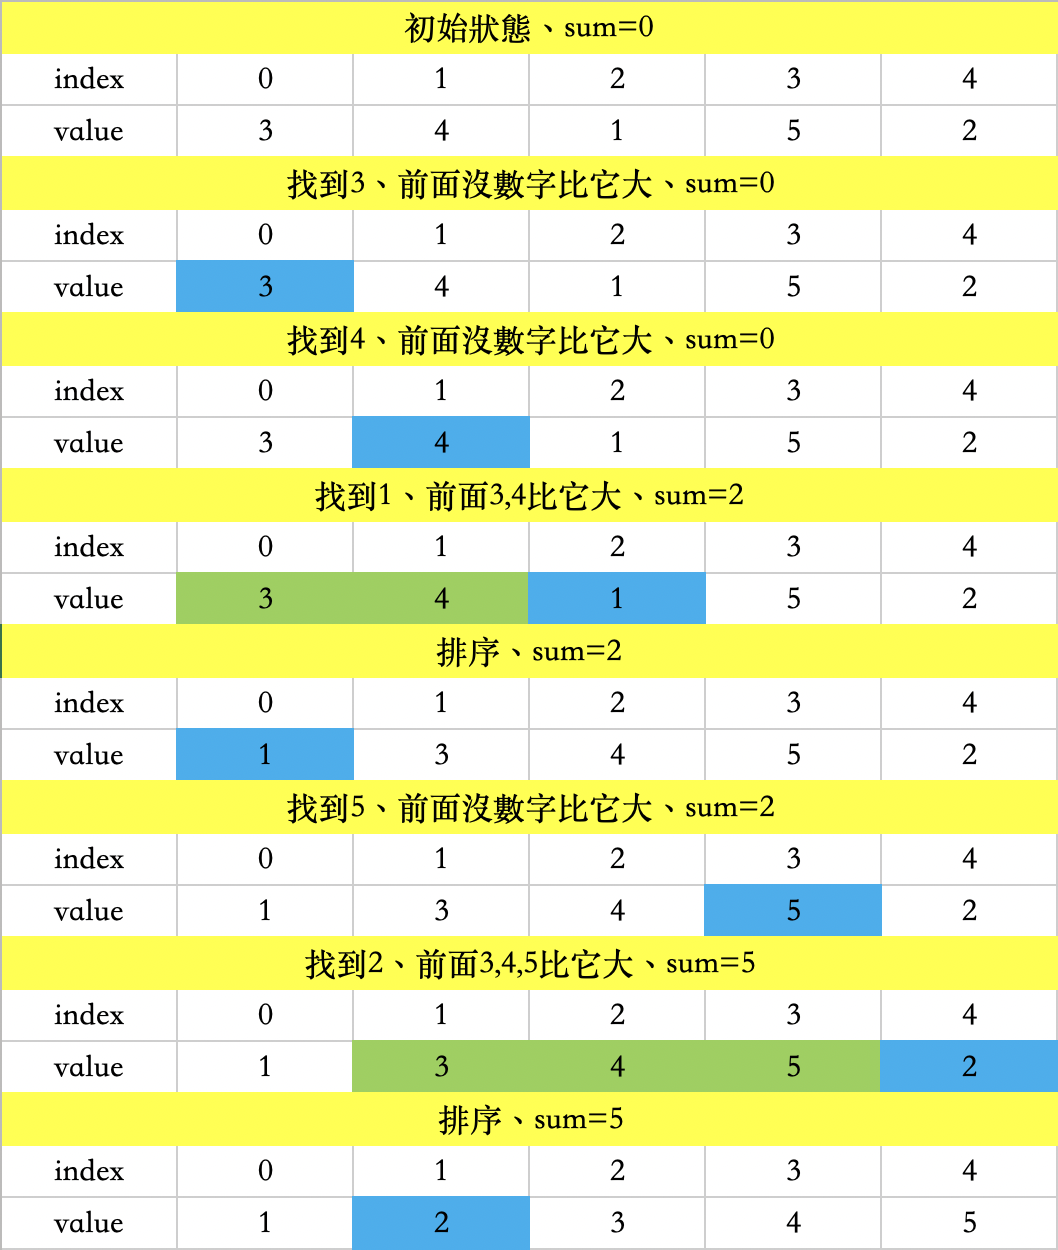 初始狀態、sum=0
index 0 1 2 3 4
value 3 4 1 5 2
找到3、前面沒數字比它大、sum=0
index 0 1 2 3 4
value 3 4 1 5 2
找到4、前面沒數字比它大、sum=0
index 0 1 2 3 4
value 3 4 1 5 2
找到1、前面3,4比它大、sum=2
index 0 1 2 3 4
value 3 4 1 5 2
排序、sum=2
index 0 1 2 3 4
value 1 3 4 5 2
找到5、前面沒數字比它大、sum=2
index 0 1 2 3 4
value 1 3 4 5 2
找到2、前面3,4,5比它大、sum=5
index 0 1 2 3 4
value 1 3 4 5 2
排序、sum=5
index 0 1 2 3 4
value 1 2 3 4 5